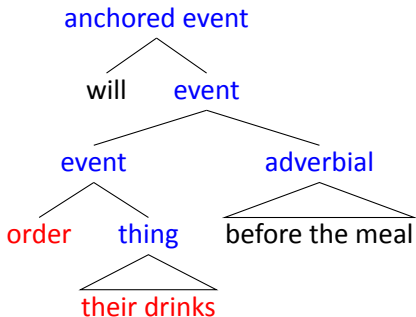 anchored event
will event
event adverbial
order thing before the meal
their drinks